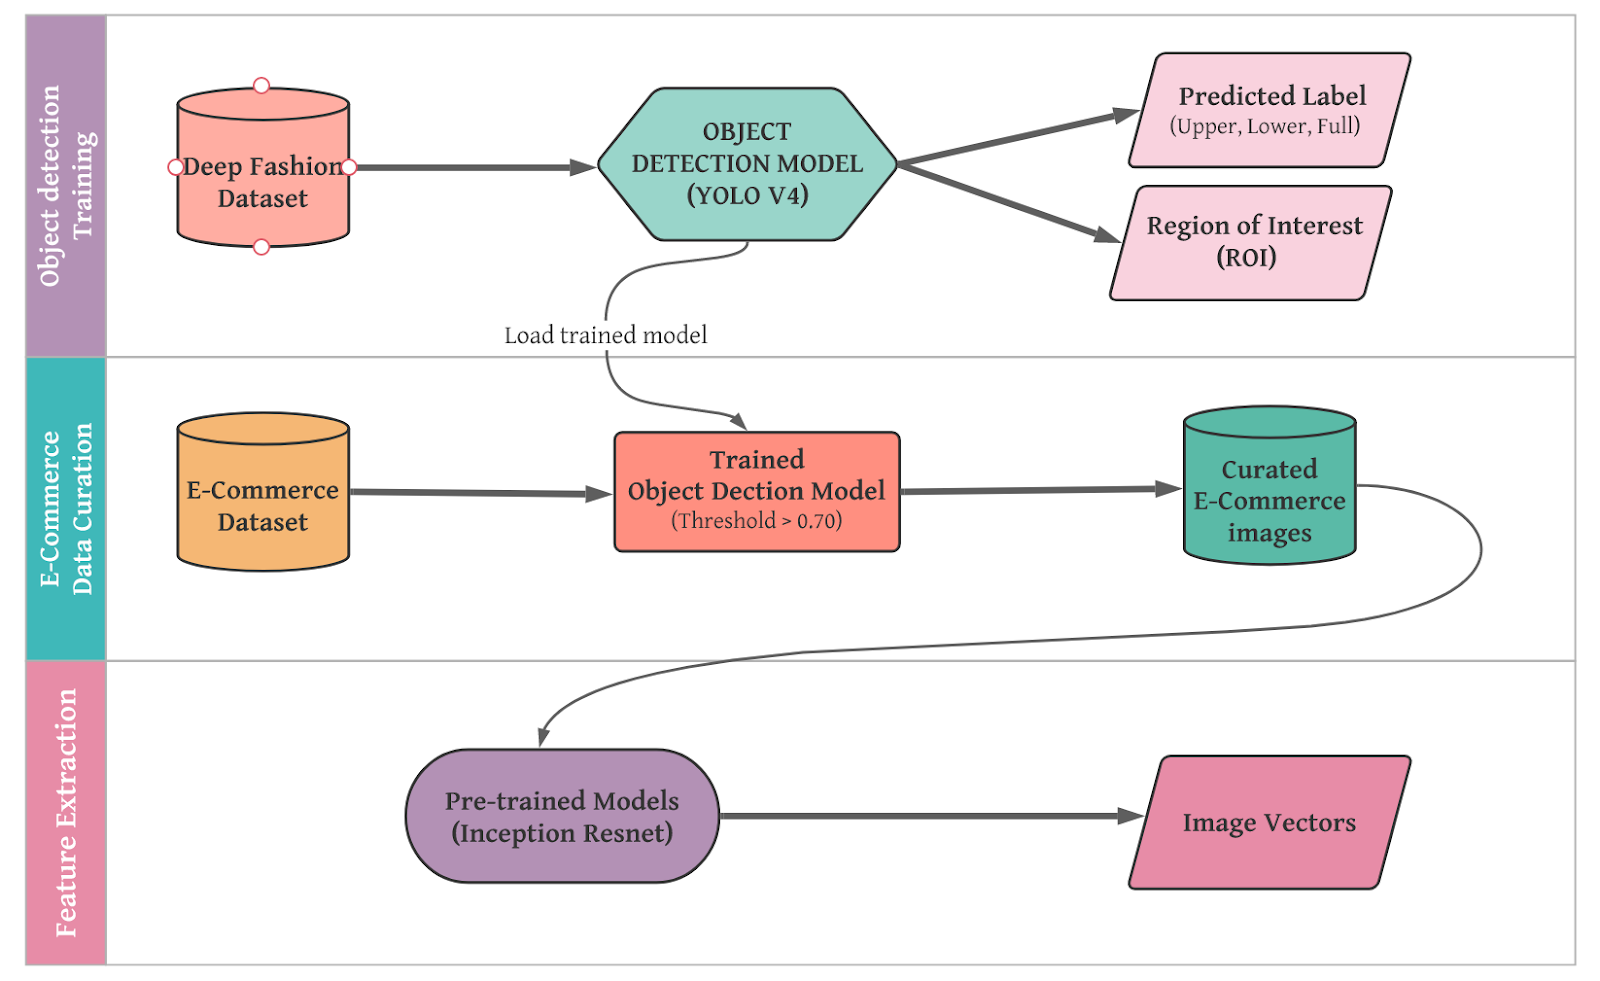 Object detection
Training
Deep Fashion
Dataset
OBJECT
DETECTION MODEL
(YOLO V4)
Predicted Label
(Upper, Lower, Full)
Region of Interest
(ROI)
Load trained model
E-Commerce
Data Curation
E-Commerce
Dataset
Trained
Object Dection Model
(Threshold > 0.70)
Curated
E-Commerce
images
Feature Extraction
Pre-trained Models
(Inception Resnet)
Image Vectors